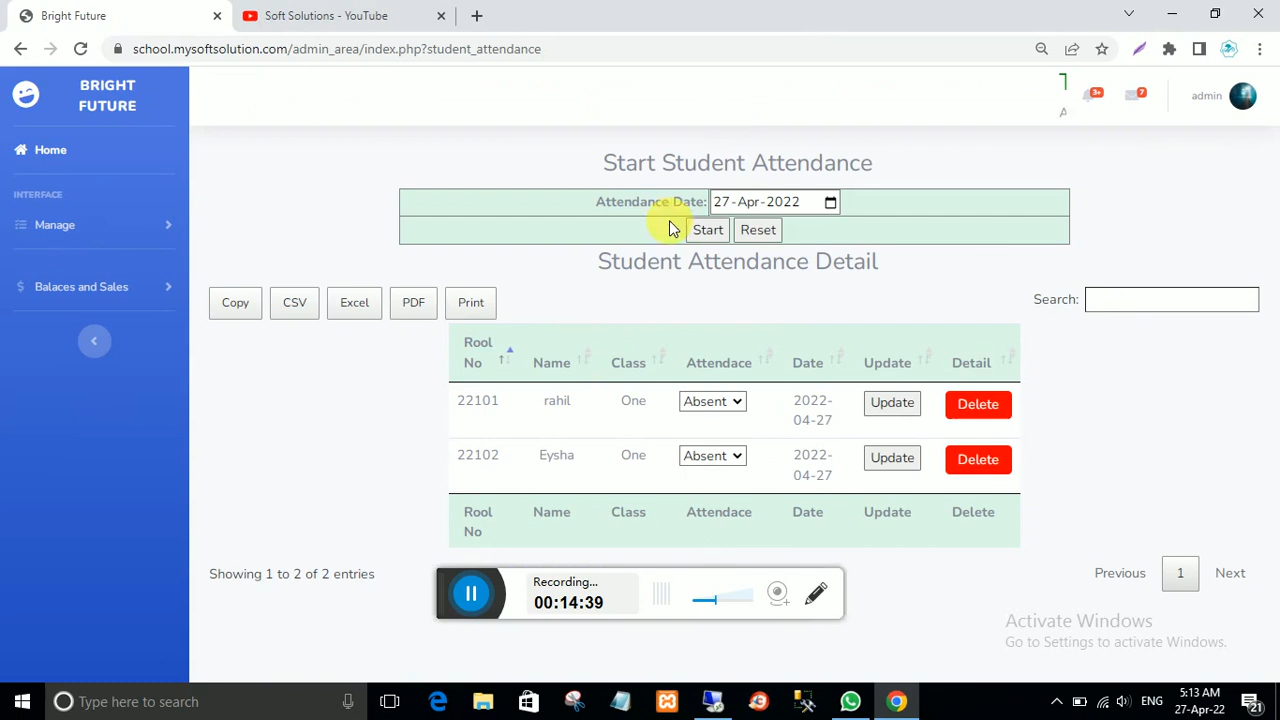 Bright Future
Soft Solutions - YouTube
school.mysoftsolution.com/admin_area/index.php?student_attendance
BRIGHT
FUTURE
3+
7
admin
Home
INTERFACE
Manage
Balaces and Sales
Start Student Attendance
Attendance Date: 27-Apr-2022
Start Reset
Student Attendance Detail
Copy CSV Excel PDF Print
Search:
Rool
No Name Class Attendace Date Update Detail
22101 rahil One Absent 2022-
04-27 Update Delete
22102 Eysha One Absent 2022-
04-27 Update Delete
Rool
No Name Class Attendace Date Update Delete
Showing 1 to 2 of 2 entries
Previous 1 Next
Recording...
00:14:39
Activate Windows
Go to Settings to activate Windows.
Type here to search
ENG
5:13 AM
27-Apr-22
21